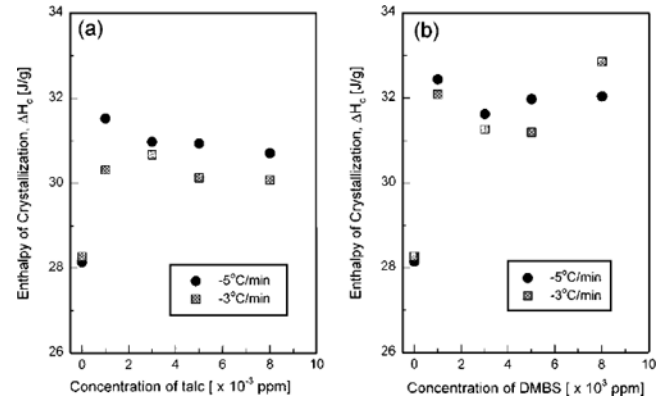 (a)
Enthalpy of Crystallization, ΔH_c [J/g]
34
32
30
28
26
0 2 4 6 8 10
-5°C/min
-3°C/min
Concentration of talc [ x 10⁻³ ppm]
(b)
Enthalpy of Crystallization, ΔH_c [J/g]
34
32
30
28
26
0 2 4 6 8 10
-5°C/min
-3°C/min
Concentration of DMBS [ x 10³ ppm]